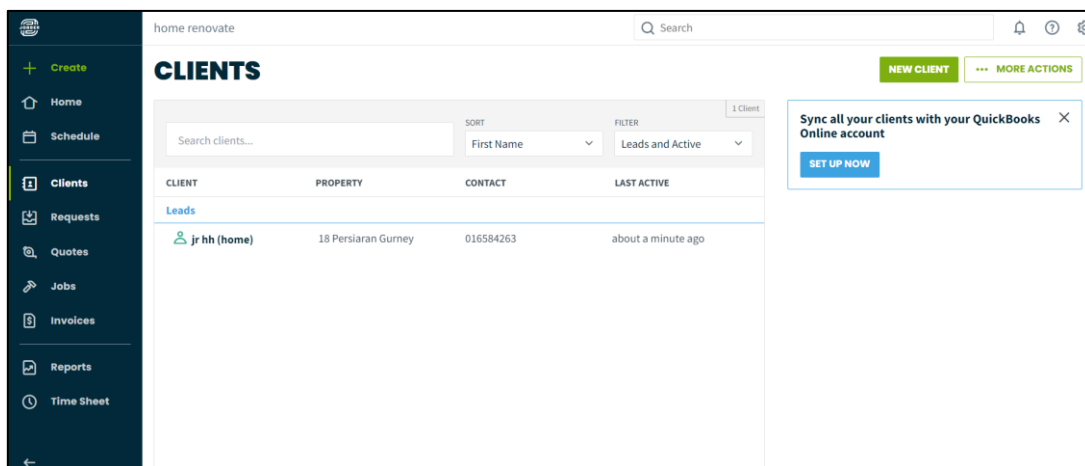 JOBBER
home renovate
Search
Create
Home
Schedule
Clients
Requests
Quotes
Jobs
Invoices
Reports
Time Sheet
CLIENTS
NEW CLIENT
••• MORE ACTIONS
1 Client
Search clients...
SORT
First Name
FILTER
Leads and Active
CLIENT PROPERTY CONTACT LAST ACTIVE
Leads
jr hh (home) 18 Persiaran Gurney 016584263 about a minute ago
Sync all your clients with your QuickBooks
Online account
SET UP NOW